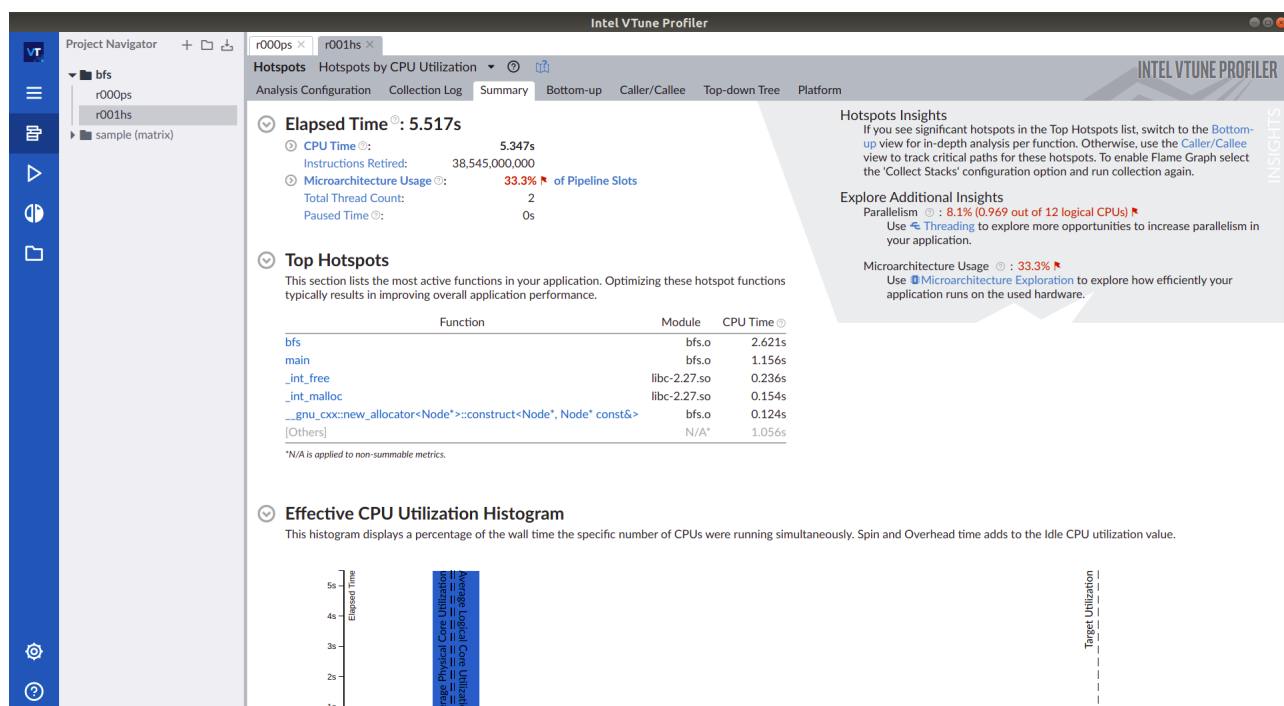 Intel VTune Profiler
VT
Project Navigator
bfs
r000ps
r001hs
sample (matrix)
r000ps ×
r001hs ×
Hotspots Hotspots by CPU Utilization
INTEL VTUNE PROFILER
Analysis Configuration Collection Log Summary Bottom-up Caller/Callee Top-down Tree Platform
Elapsed Time: 5.517s
CPU Time: 5.347s
Instructions Retired: 38,545,000,000
Microarchitecture Usage: 33.3% of Pipeline Slots
Total Thread Count: 2
Paused Time: 0s
Top Hotspots
This section lists the most active functions in your application. Optimizing these hotspot functions
typically results in improving overall application performance.
Function Module CPU Time
bfs bfs.o 2.621s
main bfs.o 1.156s
_int_free libc-2.27.so 0.236s
_int_malloc libc-2.27.so 0.154s
__gnu_cxx::new_allocator<Node*>::construct<Node*, Node* const&> bfs.o 0.124s
[Others] N/A* 1.056s
*N/A is applied to non-summable metrics.
Hotspots Insights
If you see significant hotspots in the Top Hotspots list, switch to the Bottom-
up view for in-depth analysis per function. Otherwise, use the Caller/Callee
view to track critical paths for these hotspots. To enable Flame Graph select
the 'Collect Stacks' configuration option and run collection again.
Explore Additional Insights
Parallelism : 8.1% (0.969 out of 12 logical CPUs)
Use Threading to explore more opportunities to increase parallelism in
your application.
Microarchitecture Usage : 33.3%
Use Microarchitecture Exploration to explore how efficiently your
application runs on the used hardware.
INSIGHTS
Effective CPU Utilization Histogram
This histogram displays a percentage of the wall time the specific number of CPUs were running simultaneously. Spin and Overhead time adds to the Idle CPU utilization value.
5s
4s
3s
2s
Elapsed Time
Physical Core Utilization
Average Logical Core
Target Utilization